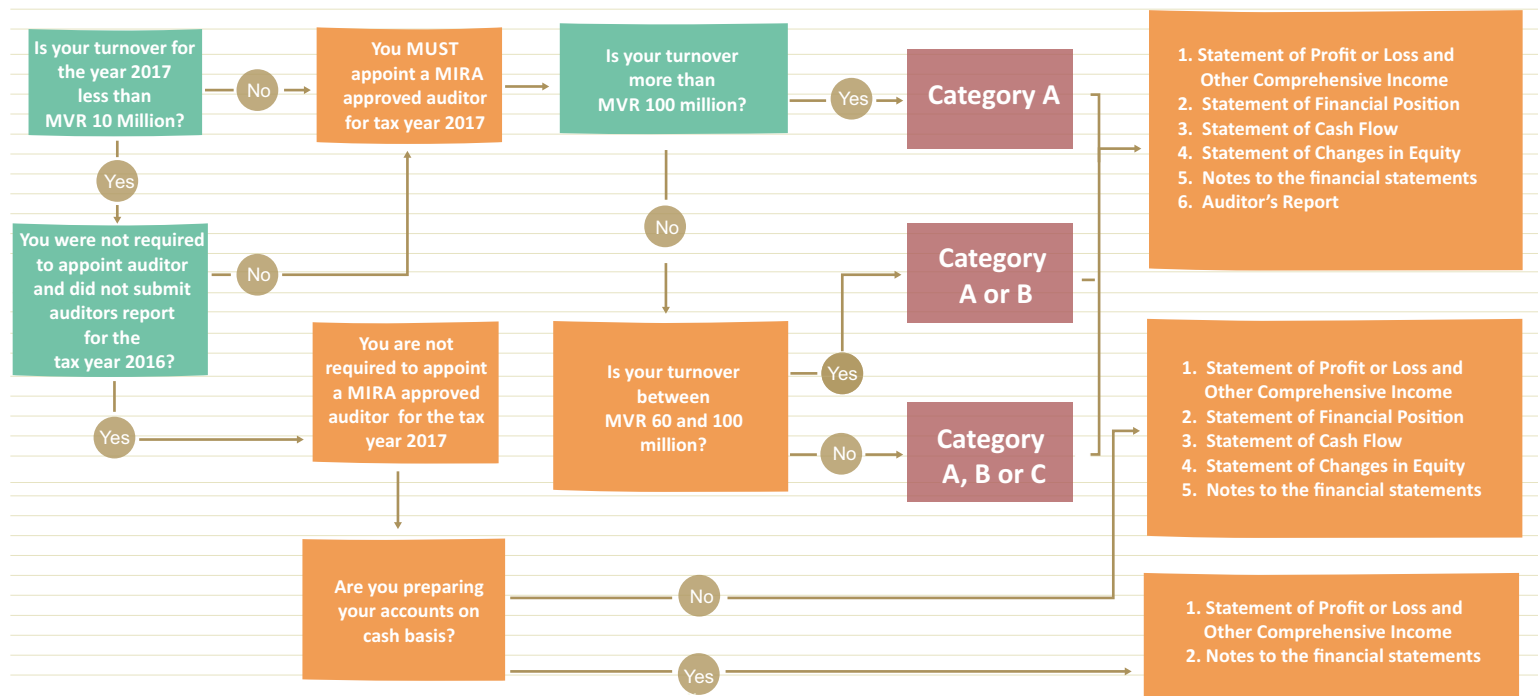 Is your turnover for
the year 2017
less than
MVR 10 Million?
No
You MUST
appoint a MIRA
approved auditor
for tax year 2017
Is your turnover
more than
MVR 100 million?
Yes
Category A
1. Statement of Profit or Loss and
Other Comprehensive Income
2. Statement of Financial Position
3. Statement of Cash Flow
4. Statement of Changes in Equity
5. Notes to the financial statements
6. Auditor's Report
Yes
You were not required
to appoint auditor
and did not submit
auditors report
for the
tax year 2016?
No
No
Category
A or B
Yes
You are not
required to appoint
a MIRA approved
auditor for the tax
year 2017
Is your turnover
between
MVR 60 and 100
million?
Yes
No
Category
A, B or C
1. Statement of Profit or Loss and
Other Comprehensive Income
2. Statement of Financial Position
3. Statement of Cash Flow
4. Statement of Changes in Equity
5. Notes to the financial statements
Are you preparing
your accounts on
cash basis?
No
Yes
1. Statement of Profit or Loss and
Other Comprehensive Income
2. Notes to the financial statements